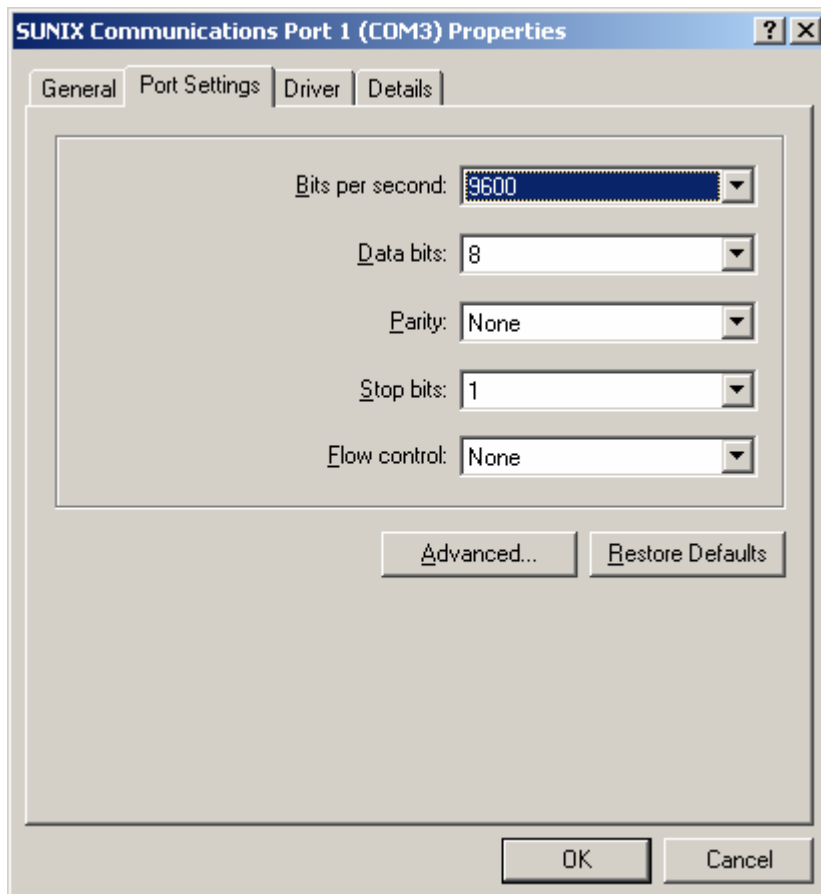 SUNIX Communications Port 1 (COM3) Properties
General Port Settings Driver Details
Bits per second: 9600
Data bits: 8
Parity: None
Stop bits: 1
Flow control: None
Advanced... Restore Defaults
OK Cancel